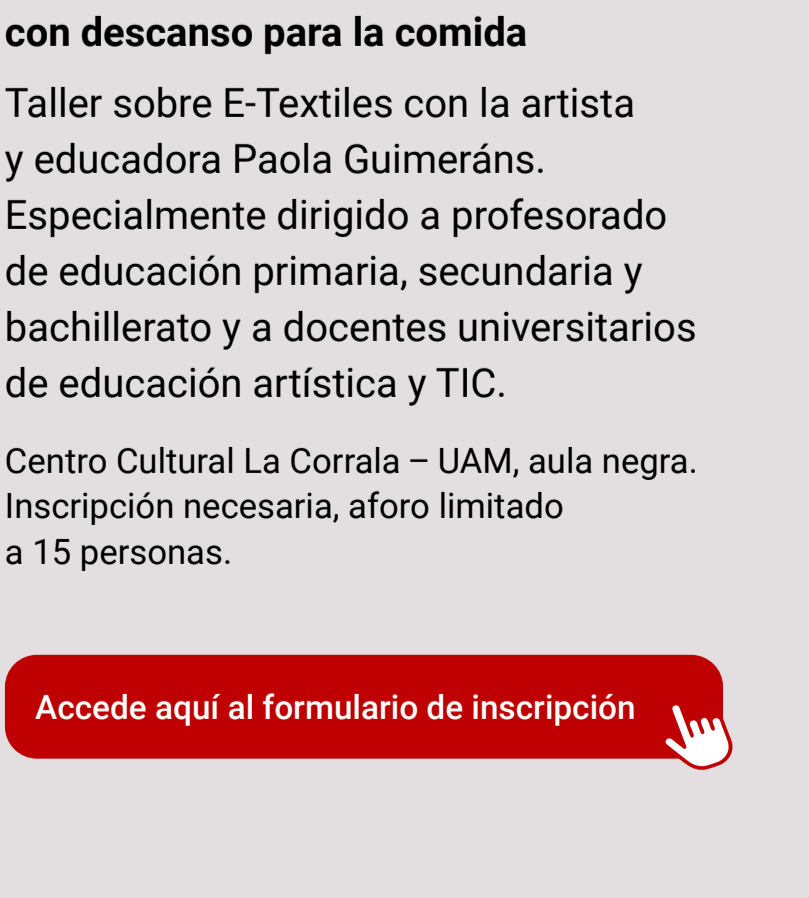 con descanso para la comida
Taller sobre E-Textiles con la artista
y educadora Paola Guimeráns.
Especialmente dirigido a profesorado
de educación primaria, secundaria y
bachillerato y a docentes universitarios
de educación artística y TIC.
Centro Cultural La Corrala – UAM, aula negra.
Inscripción necesaria, aforo limitado
a 15 personas.
Accede aquí al formulario de inscripción